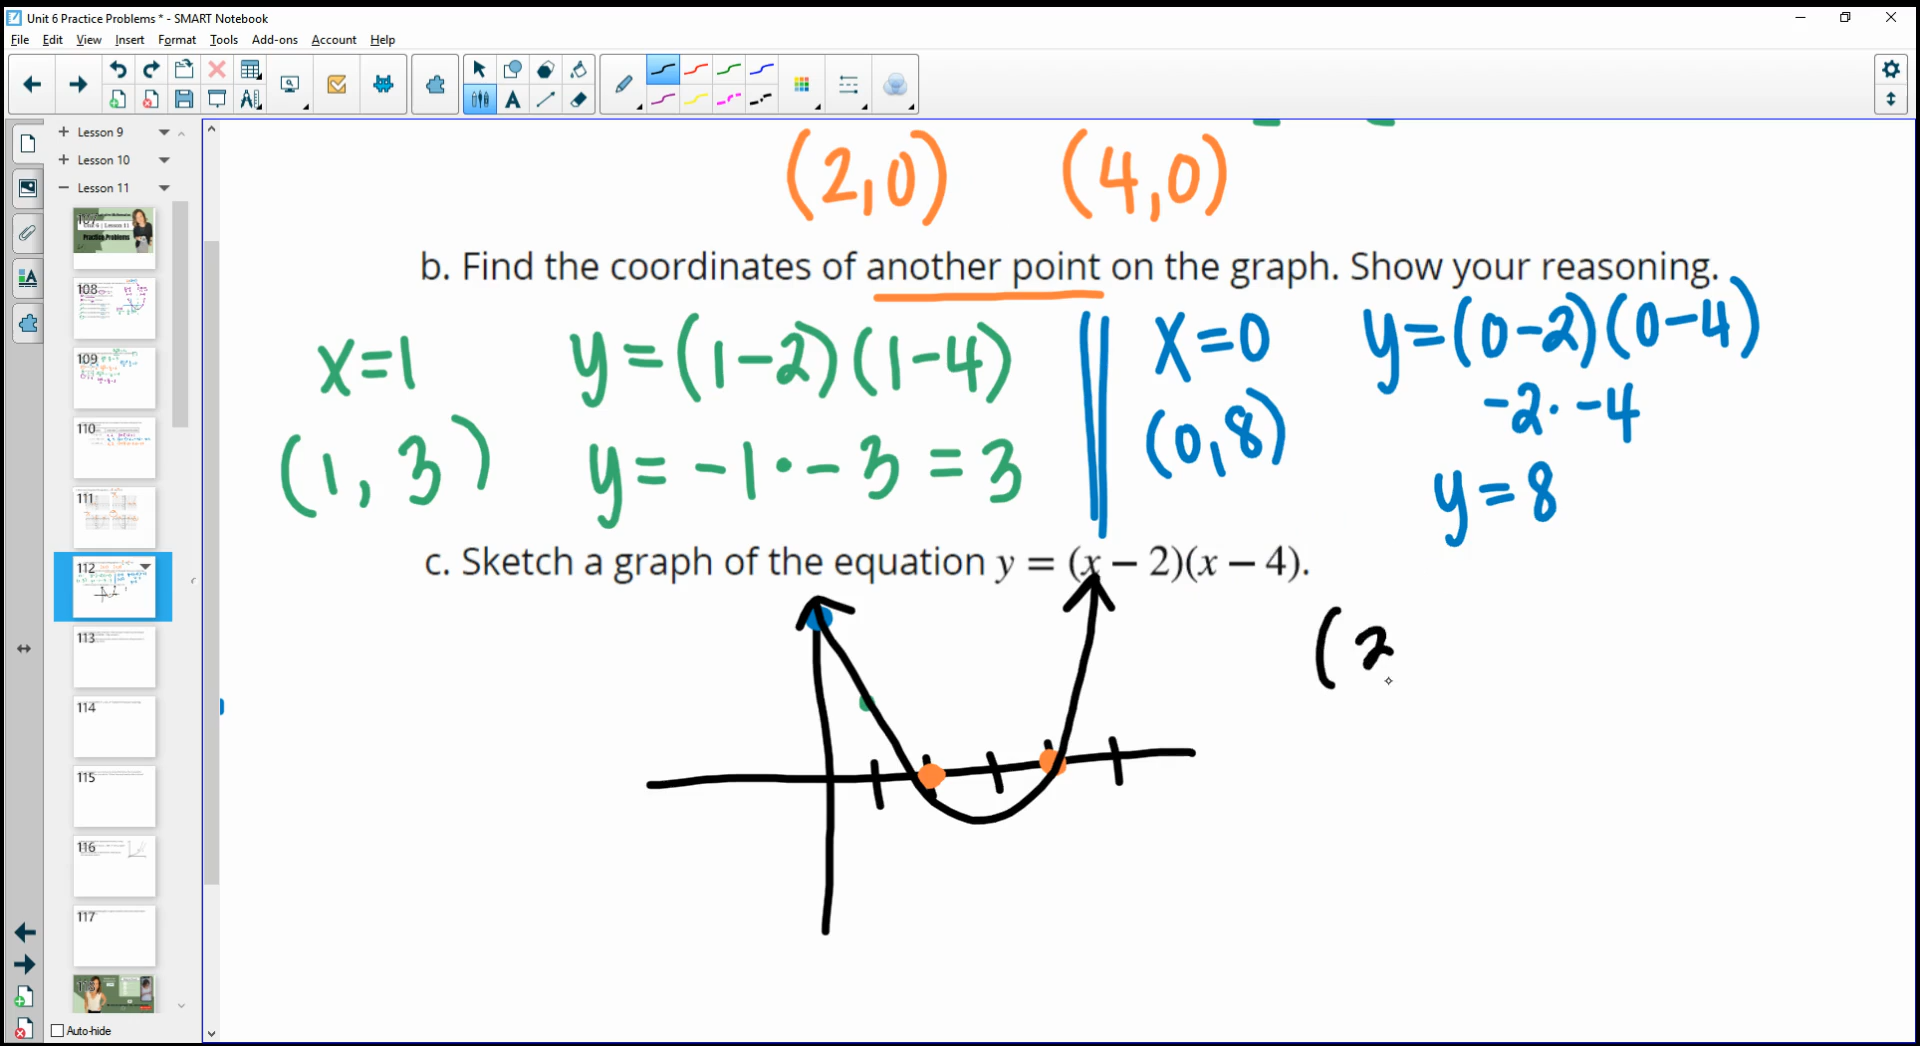 Unit 6 Practice Problems * - SMART Notebook
File Edit View Insert Format Tools Add-ons Account Help
Lesson 9
Lesson 10
Lesson 11
107
Practice Problems
108
109
110
111
112
113
114
115
116
117
Auto-hide
(2,0) (4,0)
b. Find the coordinates of another point on the graph. Show your reasoning.
x=1 y=(1-2)(1-4)
(1, 3) y= -1·-3 = 3
x=0 y=(0-2)(0-4)
(0,8) -2·-4
y=8
c. Sketch a graph of the equation y = (x − 2)(x − 4).
(2